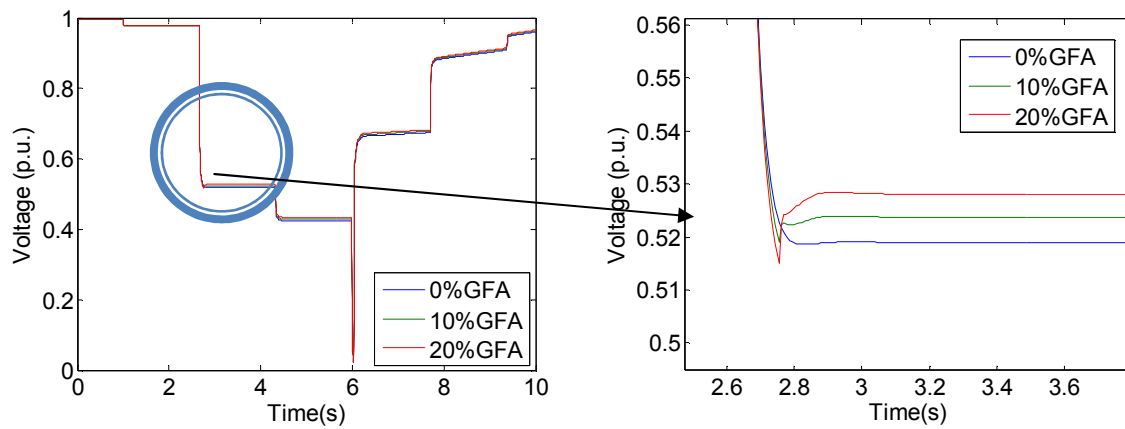 Voltage (p.u.)
1
0.8
0.6
0.4
0.2
0
0 2 4 6 8 10
Time(s)
0%GFA
10%GFA
20%GFA
Voltage (p.u.)
0.56
0.55
0.54
0.53
0.52
0.51
0.5
2.6 2.8 3 3.2 3.4 3.6
Time(s)
0%GFA
10%GFA
20%GFA